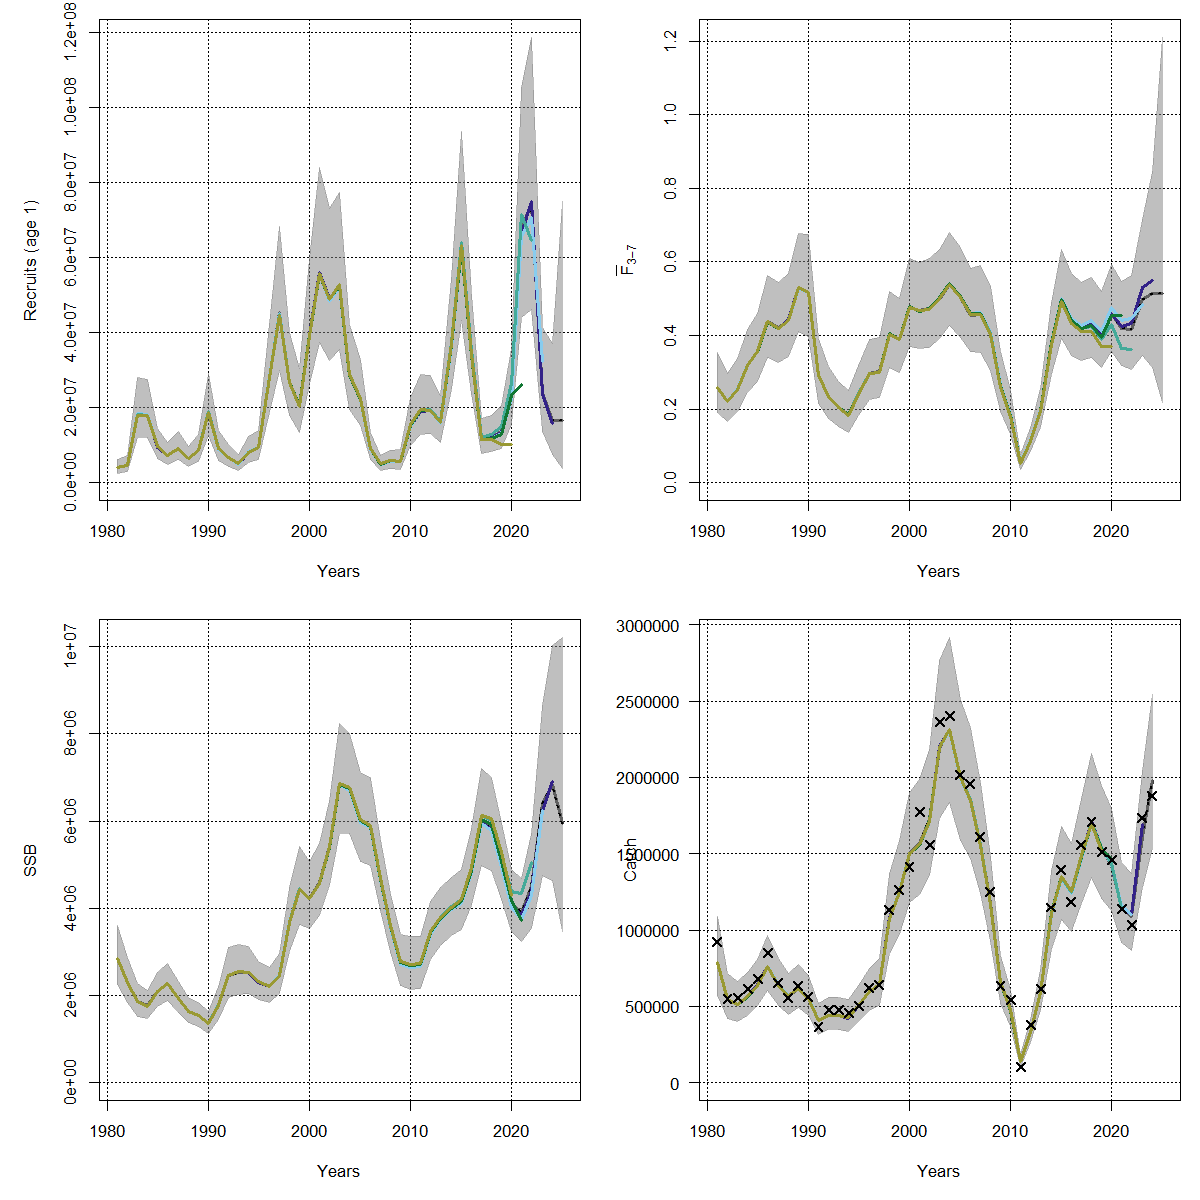 Recruits (age 1)
0.0e+00 2.0e+07 4.0e+07 6.0e+07 8.0e+07 1.0e+08 1.2e+08
1980 1990 2000 2010 2020
Years
F̅3−7
0.0 0.2 0.4 0.6 0.8 1.0 1.2
1980 1990 2000 2010 2020
Years
SSB
0e+00 2e+06 4e+06 6e+06 8e+06 1e+07
1980 1990 2000 2010 2020
Years
Catch
3000000
2500000
2000000
1500000
1000000
500000
0
1980 1990 2000 2010 2020
Years